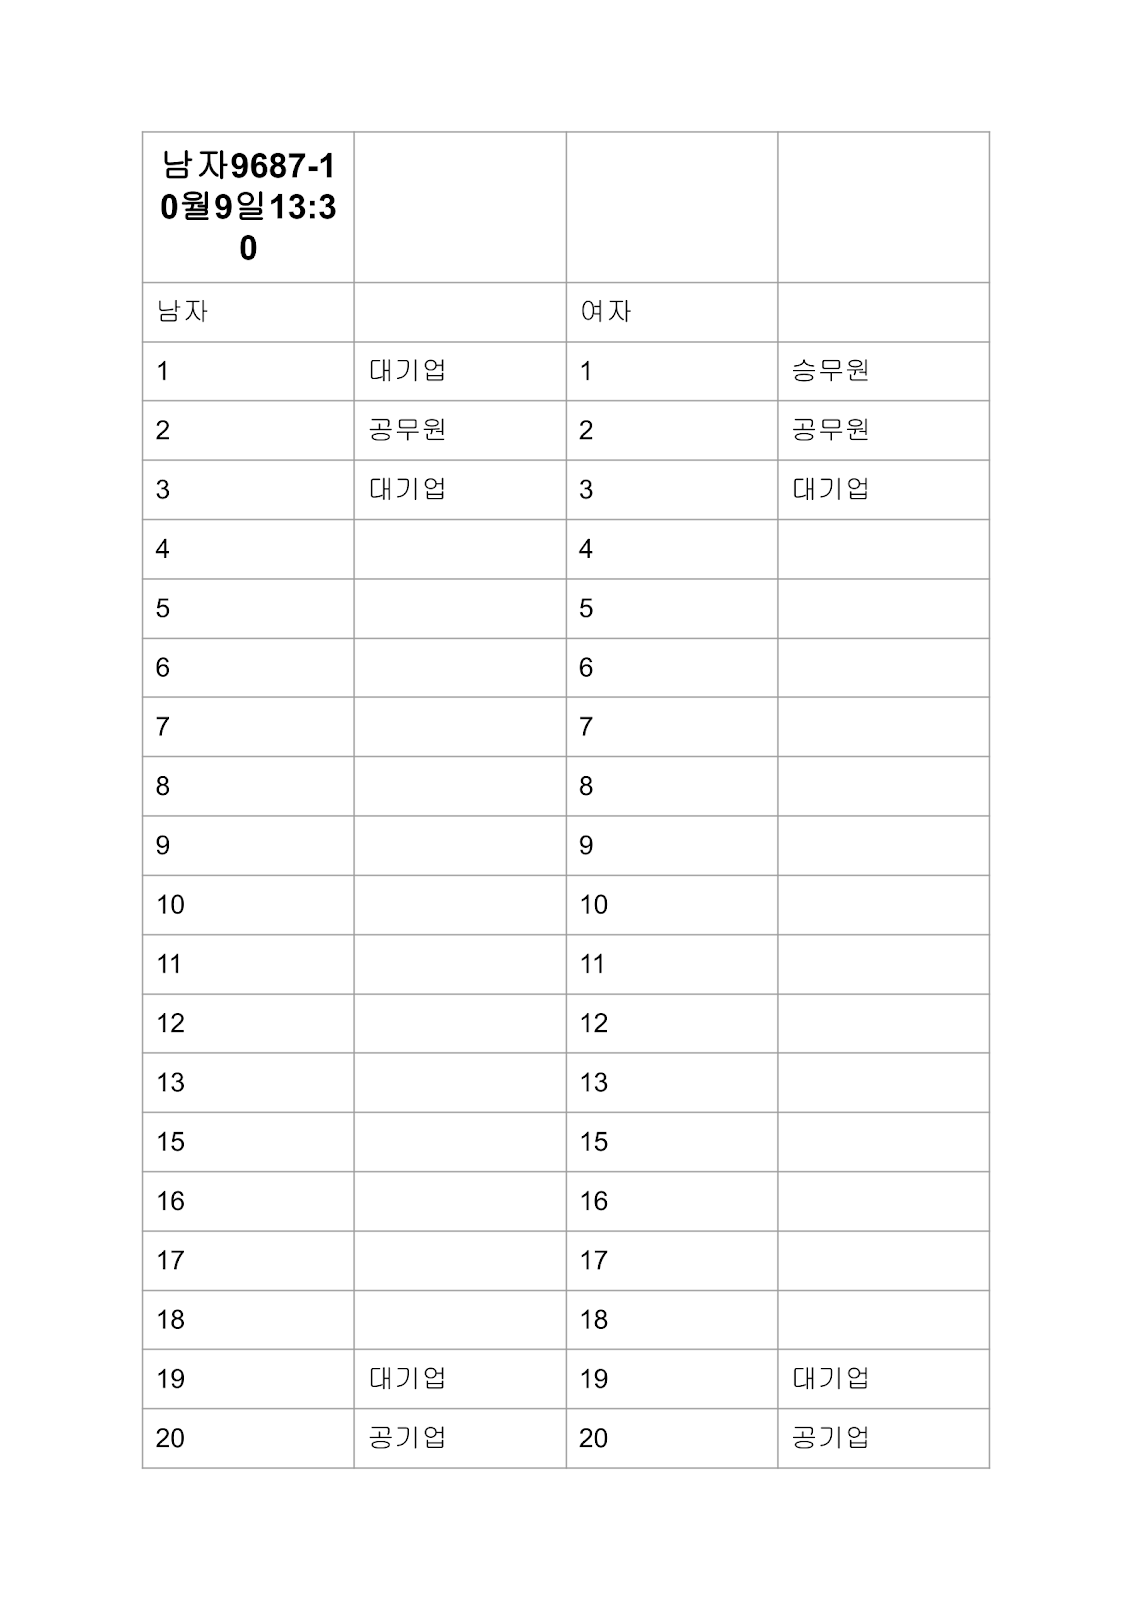 남자9687-1
0월9일13:3
0
남자 여자
1 대기업 1 승무원
2 공무원 2 공무원
3 대기업 3 대기업
4 4
5 5
6 6
7 7
8 8
9 9
10 10
11 11
12 12
13 13
15 15
16 16
17 17
18 18
19 대기업 19 대기업
20 공기업 20 공기업